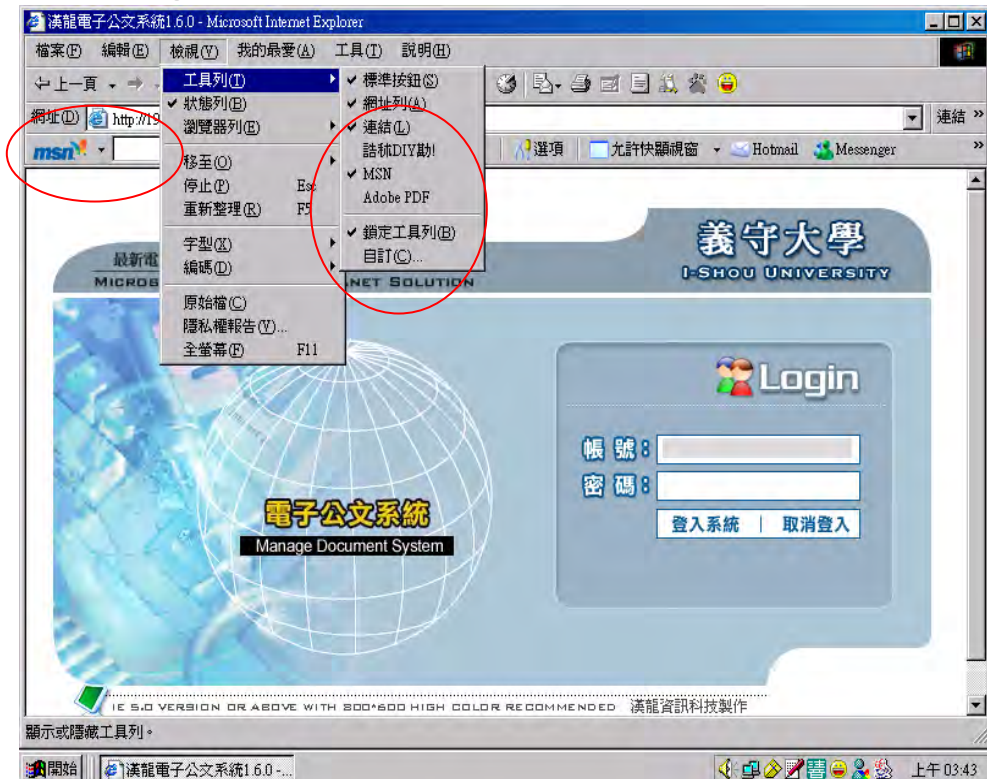 漢龍電子公文系統1.6.0 - Microsoft Internet Explorer
檔案(F) 編輯(E) 檢視(V) 我的最愛(A) 工具(T) 說明(H)
上一頁
網址(D) http://19 連結 »
msn 選項 允許快顯視窗 Hotmail Messenger »
工具列(T)
狀態列(B)
瀏覽器列(E)
移至(O)
停止(P) Esc
重新整理(R) F5
字型(X)
編碼(D)
原始檔(C)
隱私權報告(V)...
全螢幕(F) F11
標準按鈕(S)
網址列(A)
連結(L)
MSN
Adobe PDF
鎖定工具列(B)
自訂(C)...
義守大學
I-SHOU UNIVERSITY
最新電
MICROS NET SOLUTION
Login
帳號:
密碼:
登入系統 | 取消登入
電子公文系統
Manage Document System
IE 5.0 VERSION OR ABOVE WITH 800*600 HIGH COLOR RECOMMENDED 漢龍資訊科技製作
顯示或隱藏工具列。
開始 漢龍電子公文系統1.6.0 -... 上午 03:43